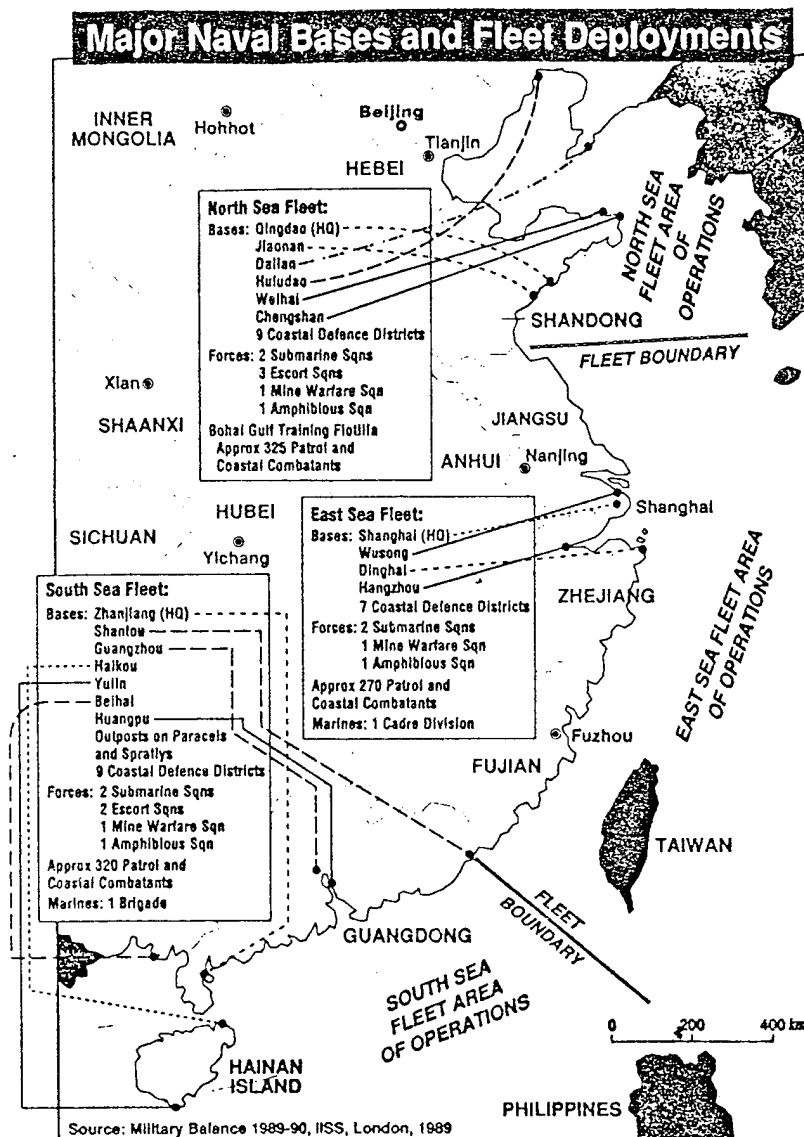 Major Naval Bases and Fleet Deployments
INNER
MONGOLIA
Hohhot
Beijing
Tianjin
HEBEI
North Sea Fleet:
Bases: Qingdao (HQ)
Jiaonan
Dalian
Huludao
Weihai
Chengshan
9 Coastal Defence Districts
Forces: 2 Submarine Sqns
3 Escort Sqns
1 Mine Warfare Sqn
1 Amphibious Sqn
Bohai Gulf Training Flotilla
Approx 325 Patrol and
Coastal Combatants
NORTH SEA
FLEET AREA
OF
OPERATIONS
SHANDONG
FLEET BOUNDARY
Xian
SHAANXI
JIANGSU
ANHUI
Nanjing
HUBEI
SICHUAN
Yichang
Shanghai
East Sea Fleet:
Bases: Shanghai (HQ)
Wusong
Dinghai
Hangzhou
7 Coastal Defence Districts
Forces: 2 Submarine Sqns
1 Mine Warfare Sqn
1 Amphibious Sqn
Approx 270 Patrol and
Coastal Combatants
Marines: 1 Cadre Division
ZHEJIANG
EAST SEA FLEET AREA
OF OPERATIONS
South Sea Fleet:
Bases: Zhanjiang (HQ)
Shantou
Guangzhou
Haikou
Yulin
Beihai
Huangpu
Outposts on Paracels
and Spratlys
9 Coastal Defence Districts
Forces: 2 Submarine Sqns
2 Escort Sqns
1 Mine Warfare Sqn
1 Amphibious Sqn
Approx 320 Patrol and
Coastal Combatants
Marines: 1 Brigade
Fuzhou
FUJIAN
TAIWAN
FLEET
BOUNDARY
GUANGDONG
SOUTH SEA
FLEET AREA
OF OPERATIONS
0 200 400 km
HAINAN
ISLAND
PHILIPPINES
Source: Military Balance 1989-90, IISS, London, 1989